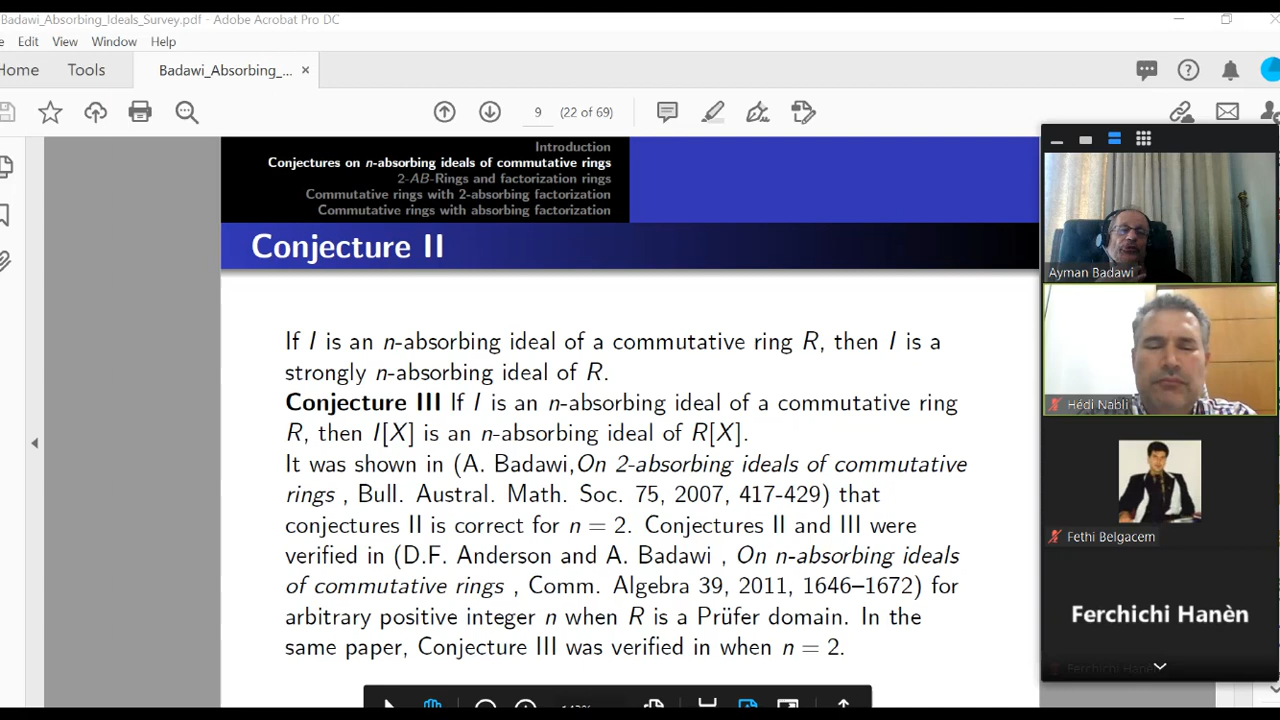 Badawi_Absorbing_Ideals_Survey.pdf - Adobe Acrobat Pro DC
Edit View Window Help
Home Tools Badawi_Absorbing_... ×
9 (22 of 69)
Introduction
Conjectures on n-absorbing ideals of commutative rings
2-AB-Rings and factorization rings
Commutative rings with 2-absorbing factorization
Commutative rings with absorbing factorization
Conjecture II
If I is an n-absorbing ideal of a commutative ring R, then I is a
strongly n-absorbing ideal of R.
Conjecture III If I is an n-absorbing ideal of a commutative ring
R, then I[X] is an n-absorbing ideal of R[X].
It was shown in (A. Badawi,On 2-absorbing ideals of commutative
rings , Bull. Austral. Math. Soc. 75, 2007, 417-429) that
conjectures II is correct for n = 2. Conjectures II and III were
verified in (D.F. Anderson and A. Badawi , On n-absorbing ideals
of commutative rings , Comm. Algebra 39, 2011, 1646–1672) for
arbitrary positive integer n when R is a Prüfer domain. In the
same paper, Conjecture III was verified in when n = 2.
Ayman Badawi
Hédi Nabli
Fethi Belgacem
Ferchichi Hanèn